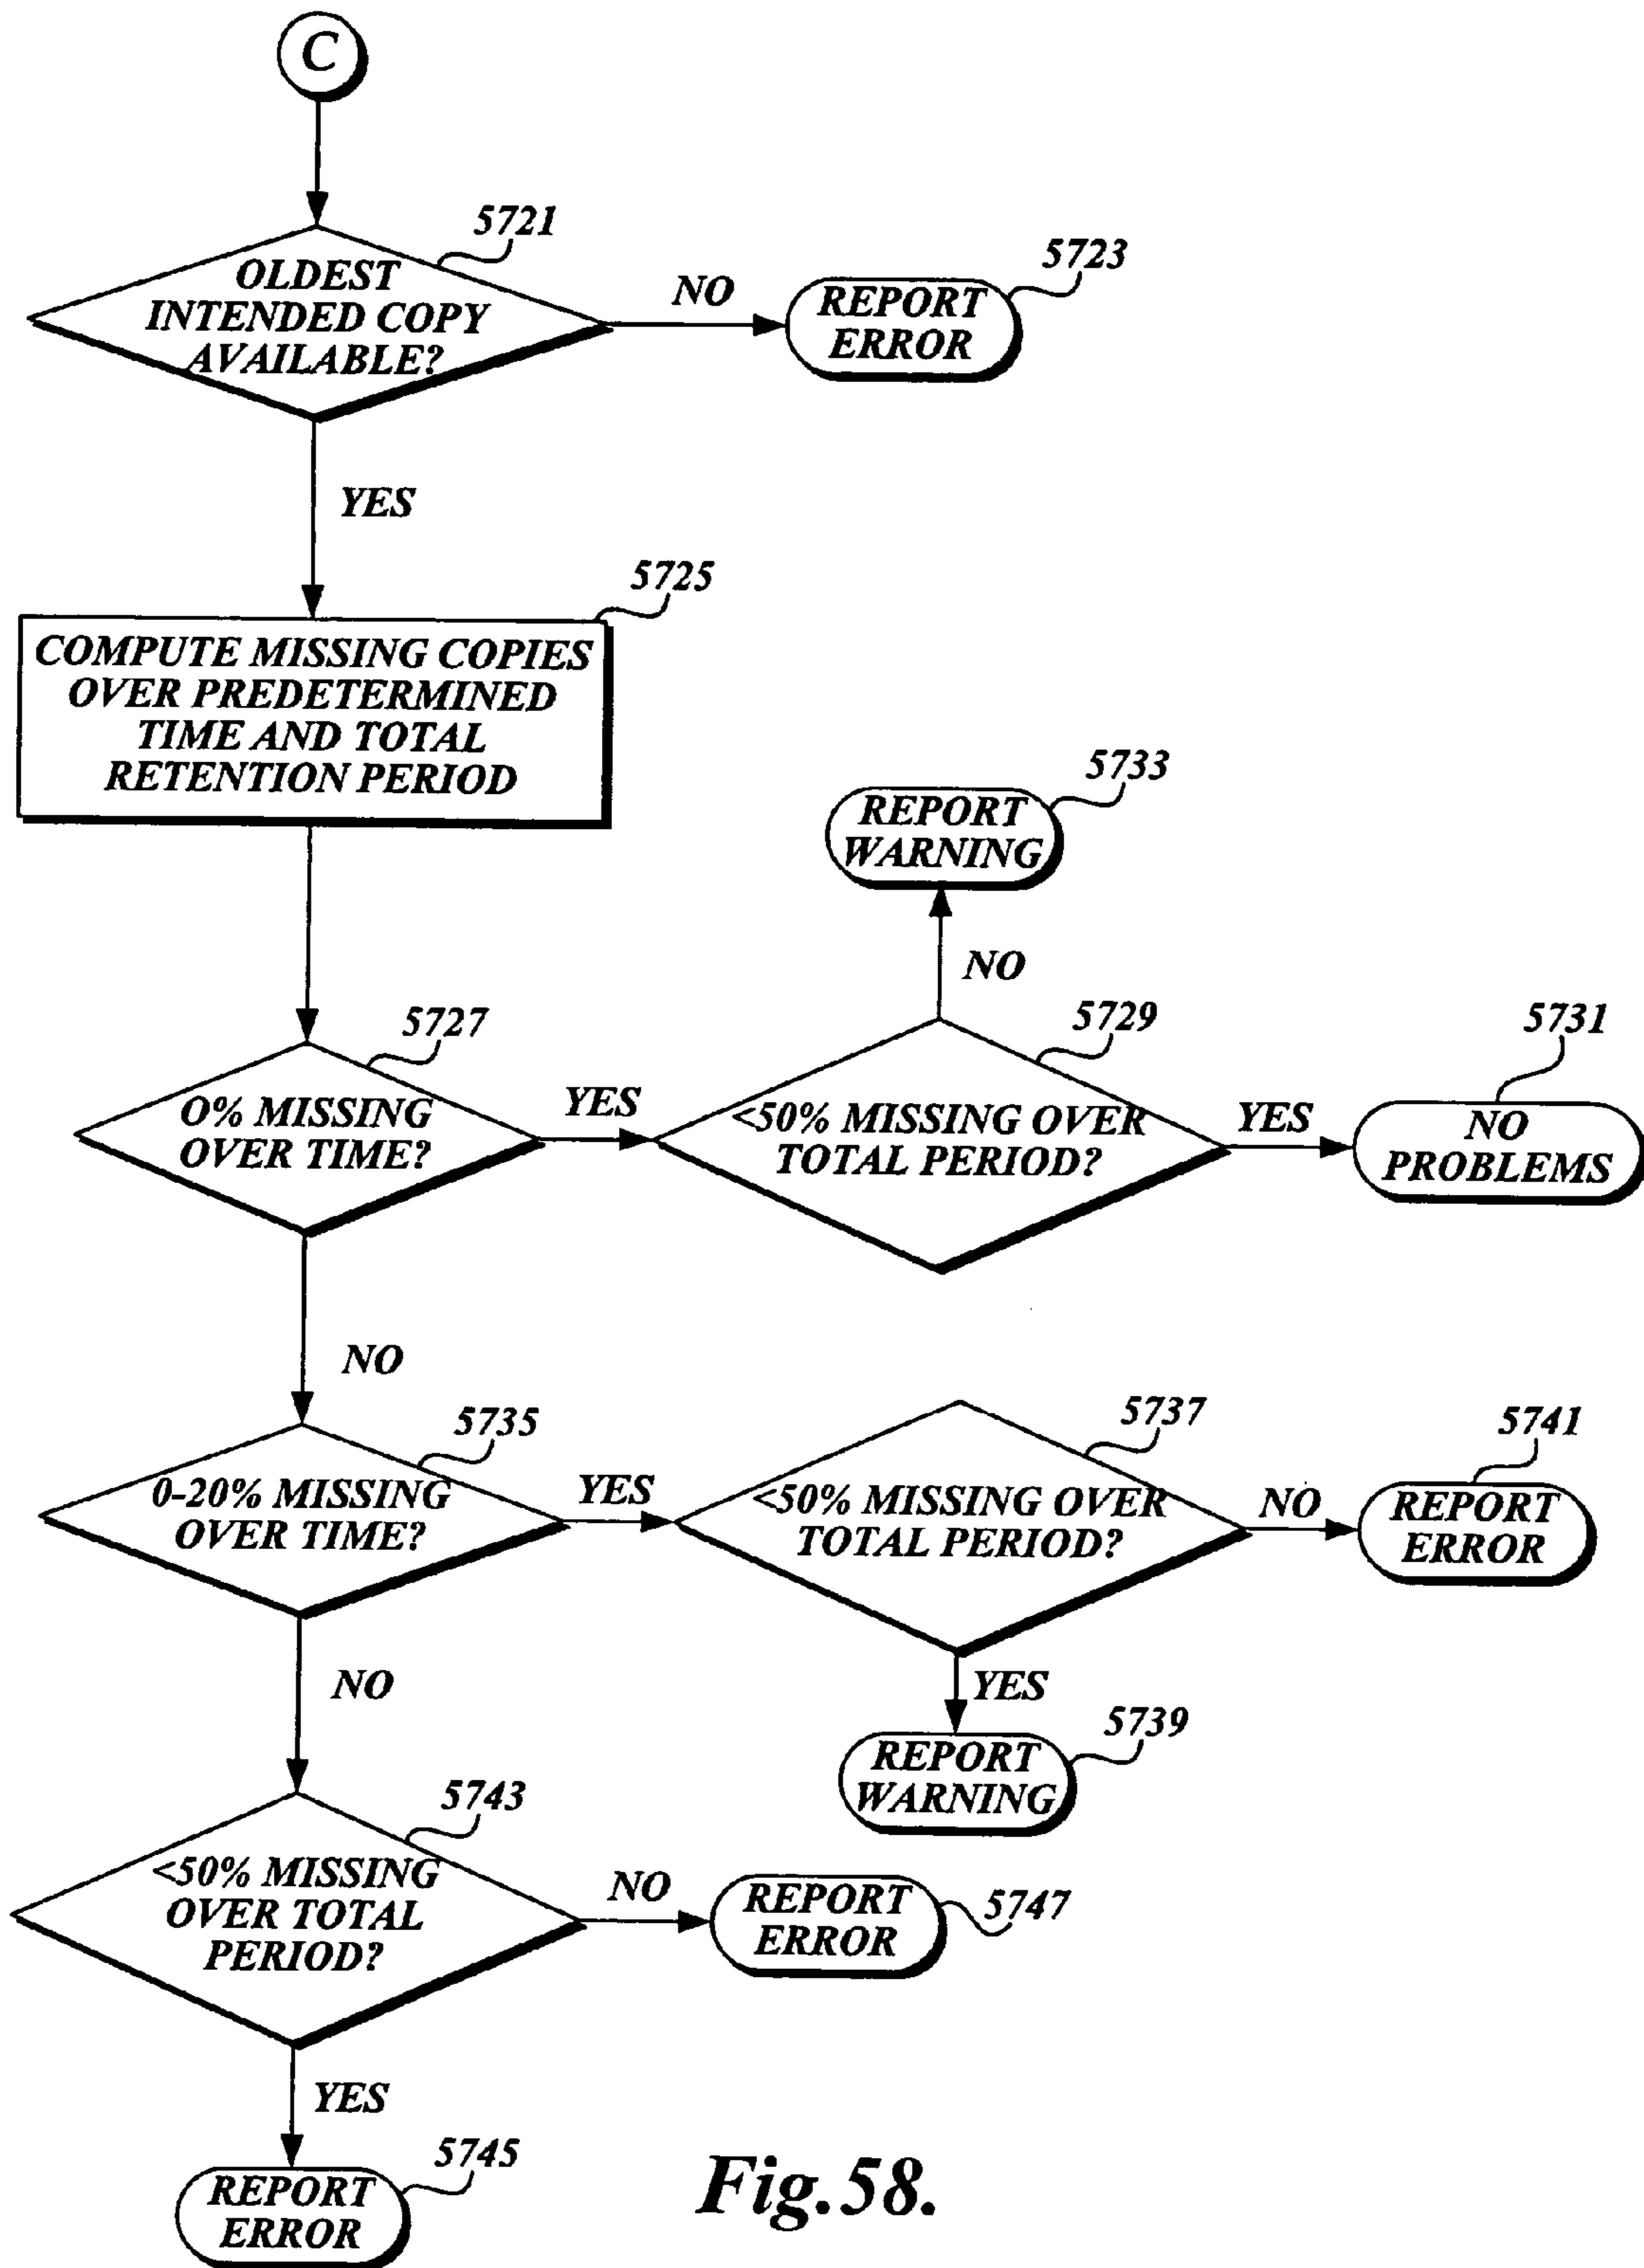 C
5721
OLDEST
INTENDED COPY
AVAILABLE?
NO
5723
REPORT
ERROR
YES
5725
COMPUTE MISSING COPIES
OVER PREDETERMINED
TIME AND TOTAL
RETENTION PERIOD
5733
REPORT
WARNING
NO
5727
O% MISSING
OVER TIME?
YES
5729
<50% MISSING OVER
TOTAL PERIOD?
YES
5731
NO
PROBLEMS
NO
5735
0-20% MISSING
OVER TIME?
YES
5737
<50% MISSING OVER
TOTAL PERIOD?
NO
5741
REPORT
ERROR
YES
5739
REPORT
WARNING
NO
5743
<50% MISSING
OVER TOTAL
PERIOD?
NO
REPORT
ERROR
5747
YES
5745
REPORT
ERROR
Fig.58.